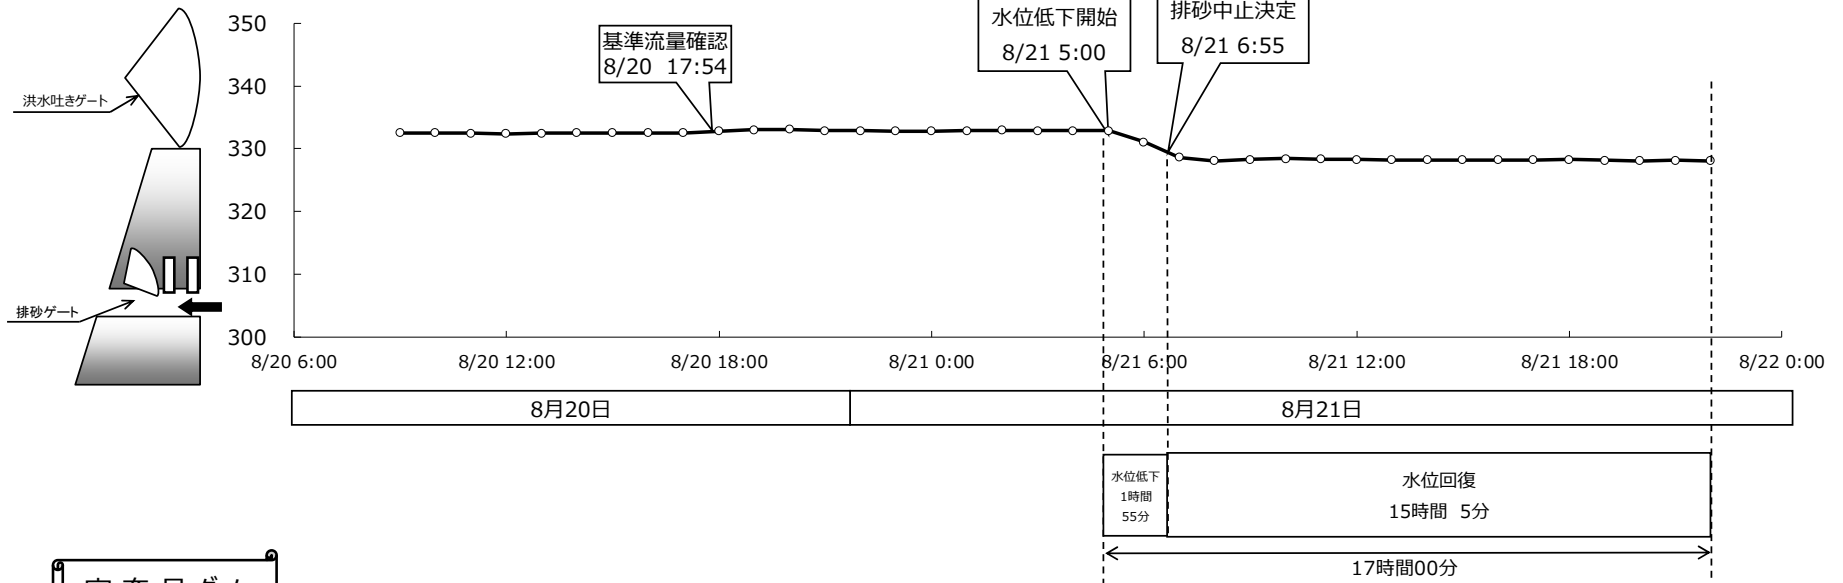 350
340
330
320
310
300
洪水吐きゲート
排砂ゲート
基準流量確認
8/20 17:54
水位低下開始
8/21 5:00
排砂中止決定
8/21 6:55
8/20 6:00
8/20 12:00
8/20 18:00
8/21 0:00
8/21 6:00
8/21 12:00
8/21 18:00
8/22 0:00
8月20日
8月21日
水位低下
1時間
55分
水位回復
15時間 5分
17時間00分